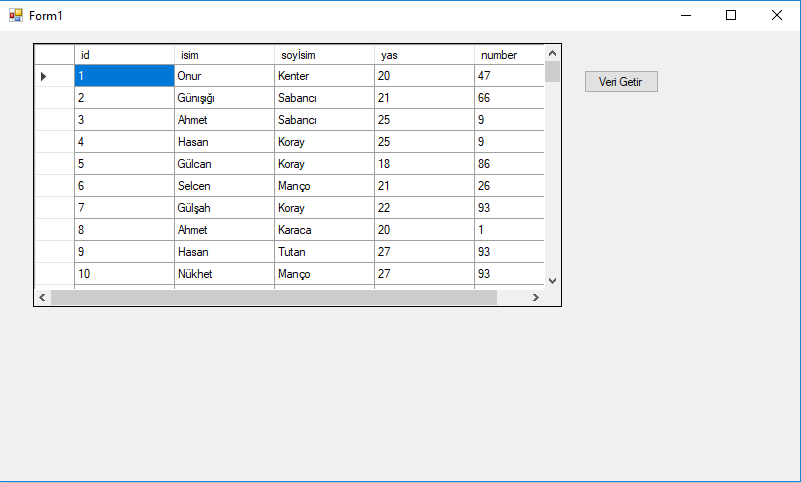 Form1
id isim soyİsim yas number
1 Onur Kenter 20 47
2 Günışığı Sabancı 21 66
3 Ahmet Sabancı 25 9
4 Hasan Koray 25 9
5 Gülcan Koray 18 86
6 Selcen Manço 21 26
7 Gülşah Koray 22 93
8 Ahmet Karaca 20 1
9 Hasan Tutan 27 93
10 Nükhet Manço 27 93
Veri Getir